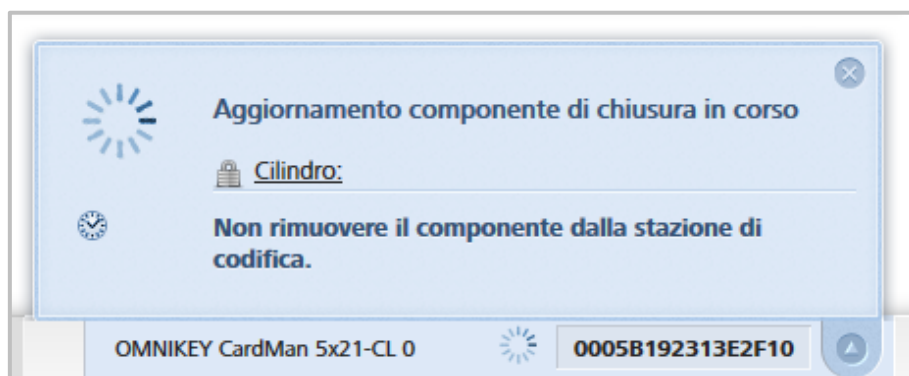 Aggiornamento componente di chiusura in corso
Cilindro:
Non rimuovere il componente dalla stazione di
codifica.
OMNIKEY CardMan 5x21-CL 0
0005B192313E2F10